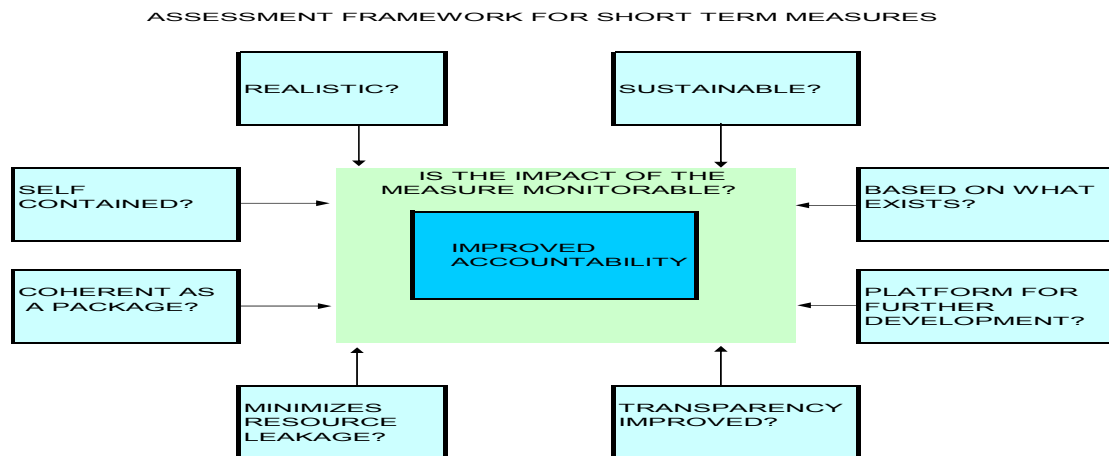 ASSESSMENT FRAMEWORK FOR SHORT TERM MEASURES
REALISTIC?
SUSTAINABLE?
SELF
CONTAINED?
IS THE IMPACT OF THE
MEASURE MONITORABLE?
BASED ON WHAT
EXISTS?
IMPROVED
ACCOUNTABILITY
COHERENT AS
A PACKAGE?
PLATFORM FOR
FURTHER
DEVELOPMENT?
MINIMIZES
RESOURCE
LEAKAGE?
TRANSPARENCY
IMPROVED?